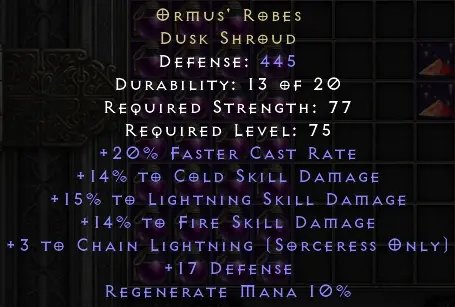 Ormus' Robes
Dusk Shroud
Defense: 445
Durability: 13 of 20
Required Strength: 77
Required Level: 75
+20% Faster Cast Rate
+14% to Cold Skill Damage
+15% to Lightning Skill Damage
+14% to Fire Skill Damage
+3 to Chain Lightning (Sorceress Only)
+17 Defense
Regenerate Mana 10%